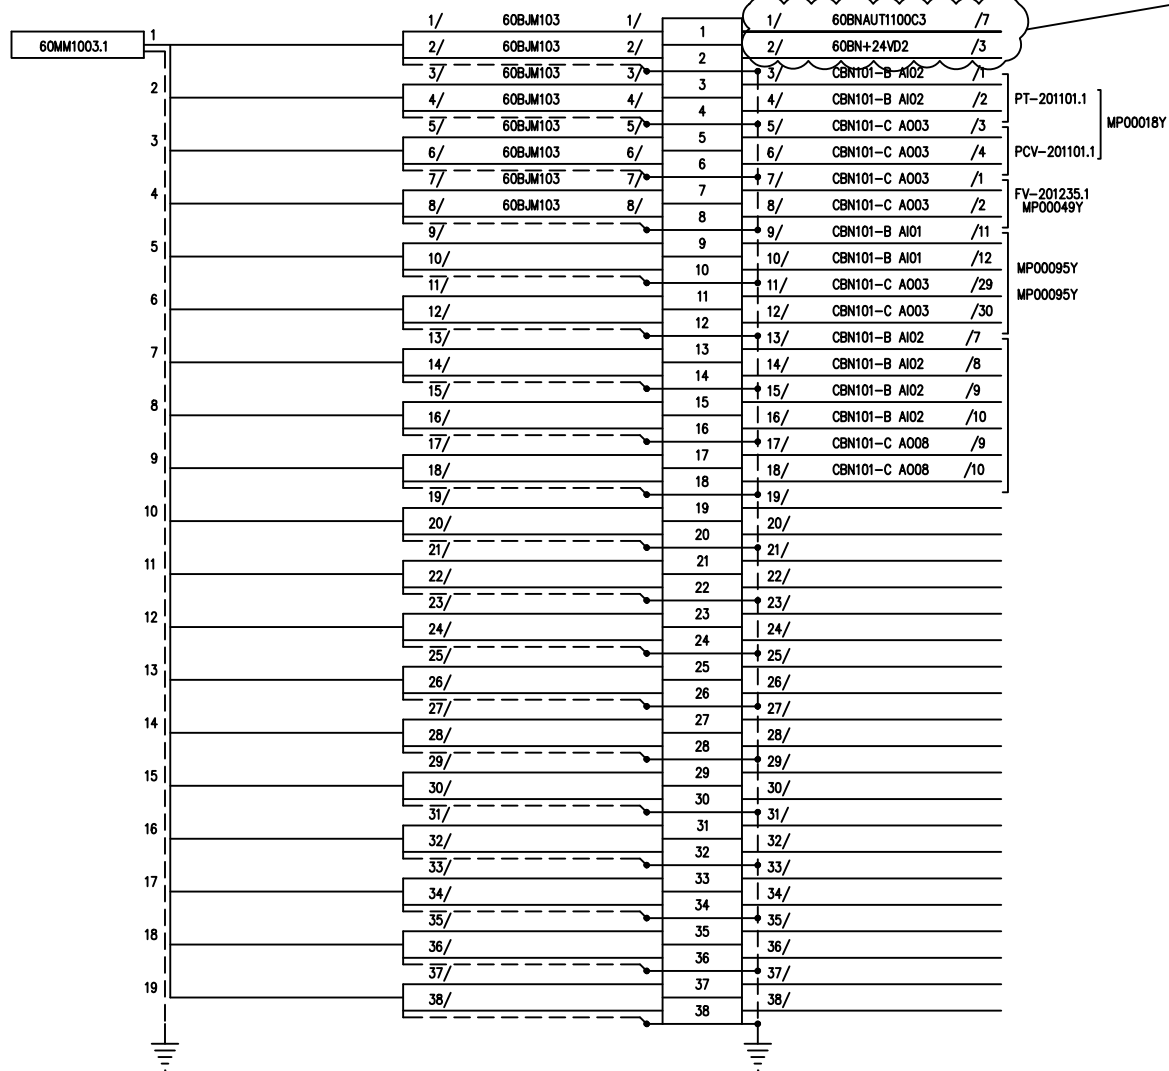 1/ 60BJM103 1/ 1 1/ 60BNAUT1100C3 /7
60MM1003.1 1 2/ 60BJM103 2/ 2 2/ 60BN+24VD2 /3
3/ 60BJM103 3/ 3 3/ CBN101-B AI02 /1
2 4/ 60BJM103 4/ 4 4/ CBN101-B AI02 /2 PT-201101.1
MP00018Y
5/ 60BJM103 5/ 5 5/ CBN101-C AO03 /3
3 6/ 60BJM103 6/ 6 6/ CBN101-C AO03 /4 PCV-201101.1
7/ 60BJM103 7/ 7 7/ CBN101-C AO03 /1 FV-201235.1
4 8/ 60BJM103 8/ 8 8/ CBN101-C AO03 /2 MP00049Y
9/ 9 9/ CBN101-B AI01 /11
5 10/ 10 10/ CBN101-B AI01 /12 MP00095Y
11/ 11 11/ CBN101-C AO03 /29 MP00095Y
6 12/ 12 12/ CBN101-C AO03 /30
13/ 13 13/ CBN101-B AI02 /7
7 14/ 14 14/ CBN101-B AI02 /8
15/ 15 15/ CBN101-B AI02 /9
8 16/ 16 16/ CBN101-B AI02 /10
17/ 17 17/ CBN101-C AO08 /9
9 18/ 18 18/ CBN101-C AO08 /10
19/ 19 19/
10 20/ 20 20/
21/ 21 21/
11 22/ 22 22/
23/ 23 23/
12 24/ 24 24/
25/ 25 25/
13 26/ 26 26/
27/ 27 27/
14 28/ 28 28/
29/ 29 29/
15 30/ 30 30/
31/ 31 31/
16 32/ 32 32/
33/ 33 33/
17 34/ 34 34/
35/ 35 35/
18 36/ 36 36/
37/ 37 37/
19 38/ 38 38/